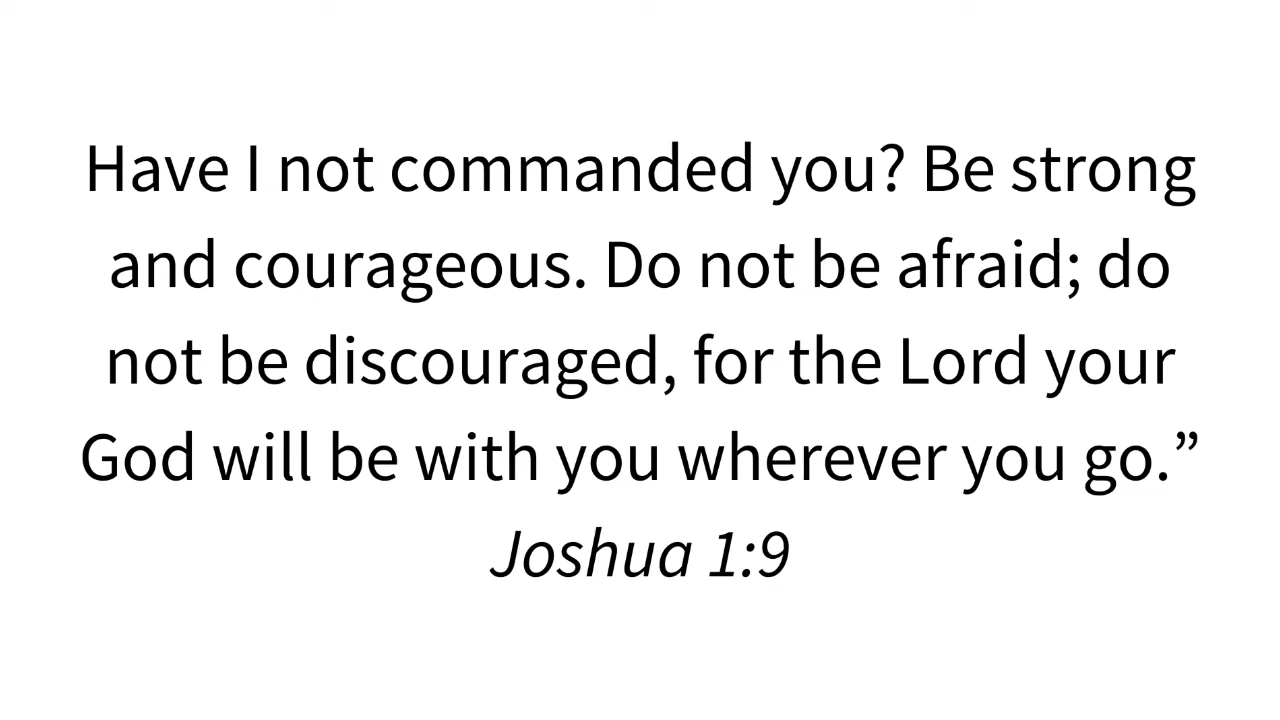 Have I not commanded you? Be strong
and courageous. Do not be afraid; do
not be discouraged, for the Lord your
God will be with you wherever you go.”
Joshua 1:9